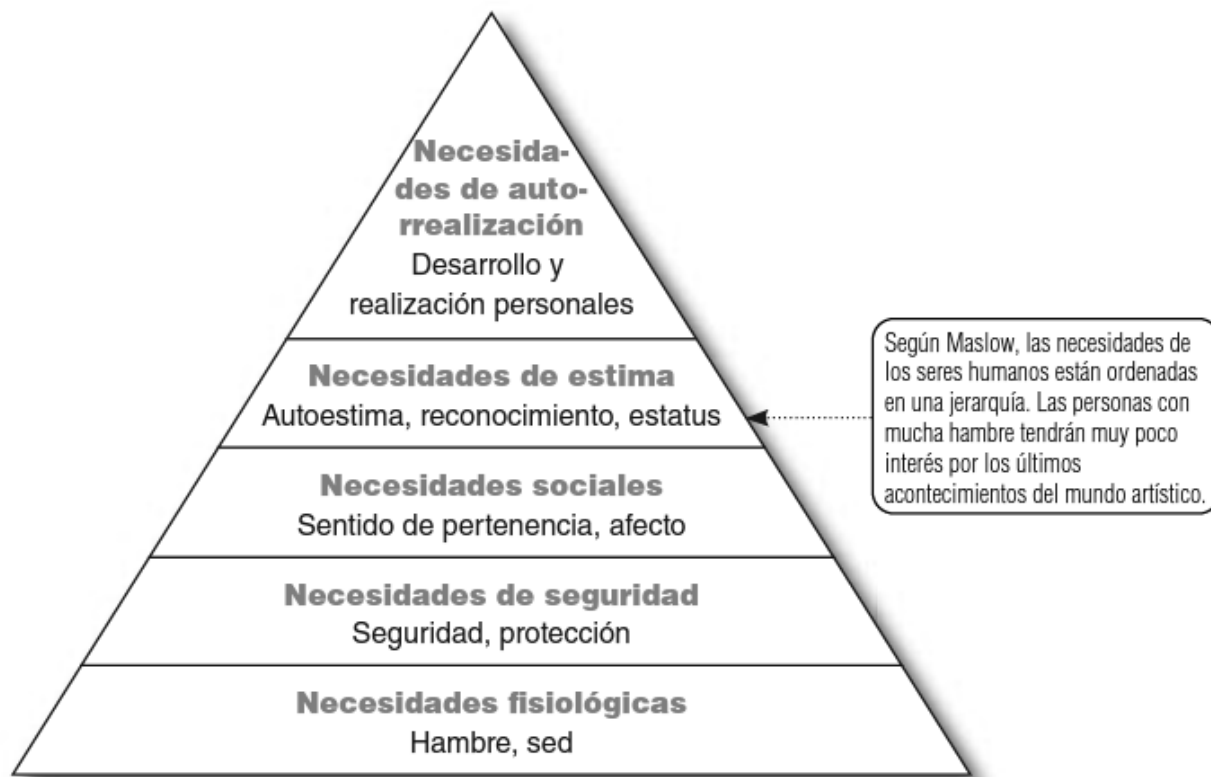 Necesida-
des de auto-
rrealización
Desarrollo y
realización personales
Necesidades de estima
Autoestima, reconocimiento, estatus
Necesidades sociales
Sentido de pertenencia, afecto
Necesidades de seguridad
Seguridad, protección
Necesidades fisiológicas
Hambre, sed
Según Maslow, las necesidades de
los seres humanos están ordenadas
en una jerarquía. Las personas con
mucha hambre tendrán muy poco
interés por los últimos
acontecimientos del mundo artístico.